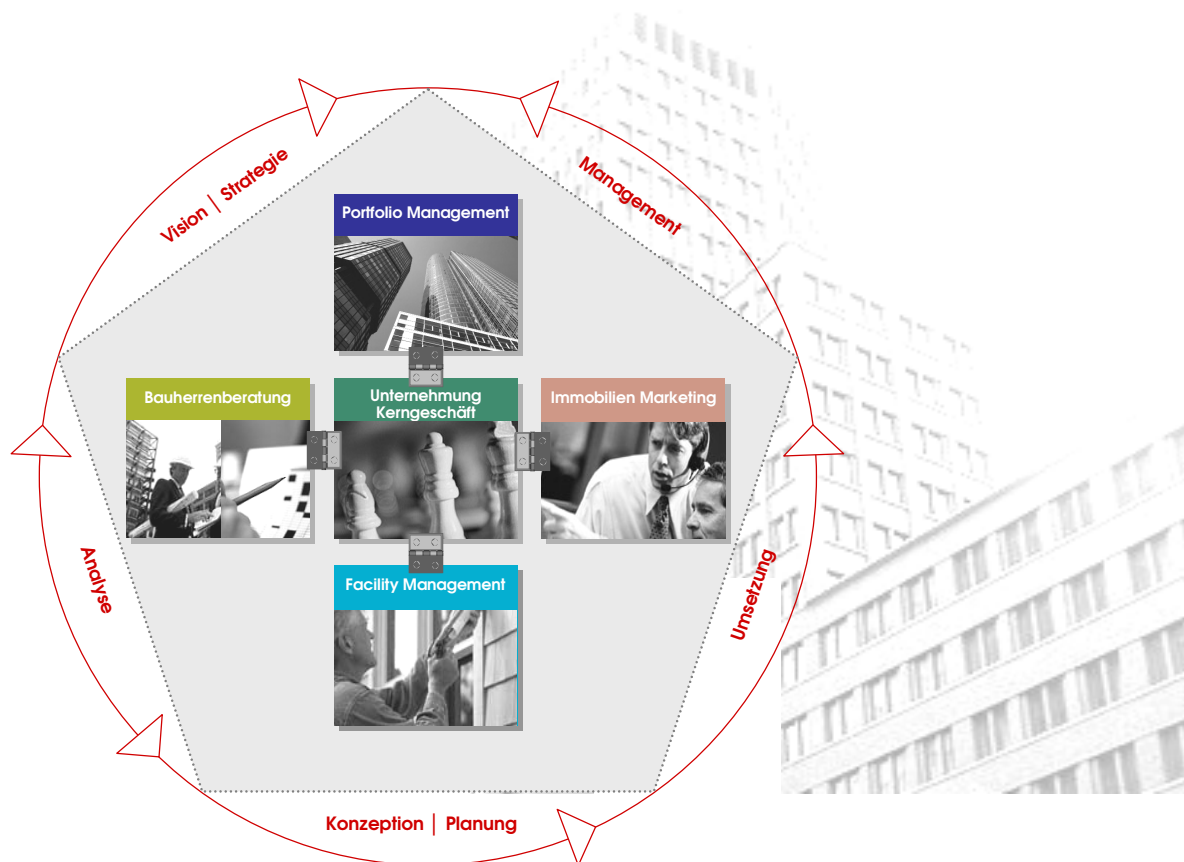 Vision | Strategie
Management
Portfolio Management
Bauherrenberatung
Unternehmung
Kerngeschäft
Immobilien Marketing
Analyse
Facility Management
Umsetzung
Konzeption | Planung